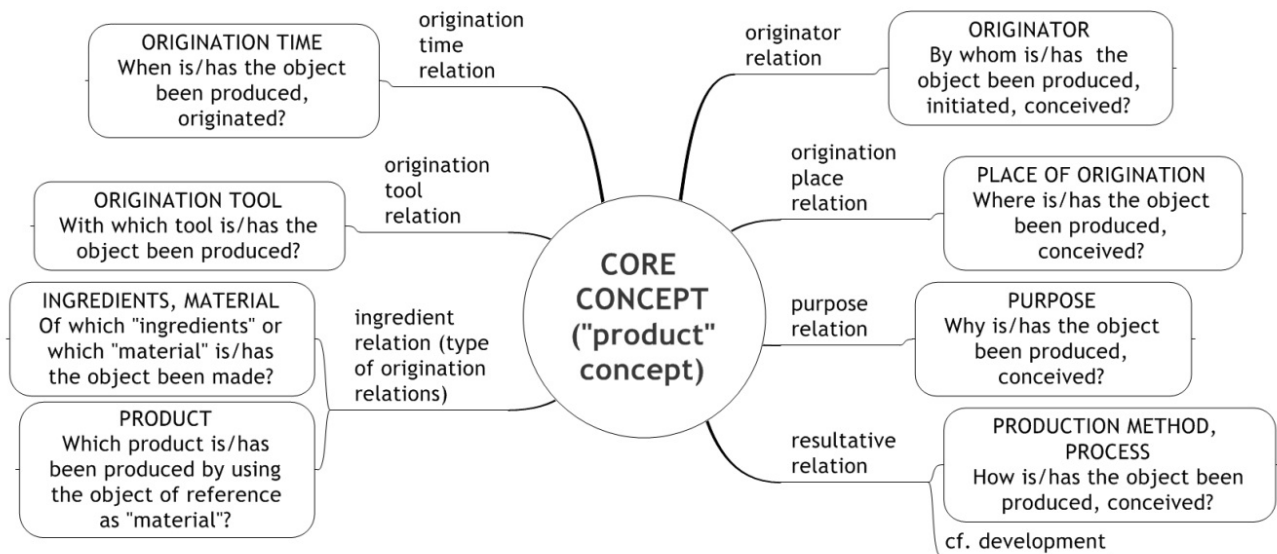 origination
time
relation
ORIGINATION TIME
When is/has the object
been produced,
originated?
origination
tool
relation
ORIGINATION TOOL
With which tool is/has the
object been produced?
ingredient
relation (type
of origination
relations)
INGREDIENTS, MATERIAL
Of which "ingredients" or
which "material" is/has
the object been made?
PRODUCT
Which product is/has
been produced by using
the object of reference
as "material"?
CORE
CONCEPT
("product"
concept)
originator
relation
ORIGINATOR
By whom is/has the
object been produced,
initiated, conceived?
origination
place
relation
PLACE OF ORIGINATION
Where is/has the object
been produced,
conceived?
purpose
relation
PURPOSE
Why is/has the object
been produced,
conceived?
resultative
relation
PRODUCTION METHOD,
PROCESS
How is/has the object been
produced, conceived?
cf. development